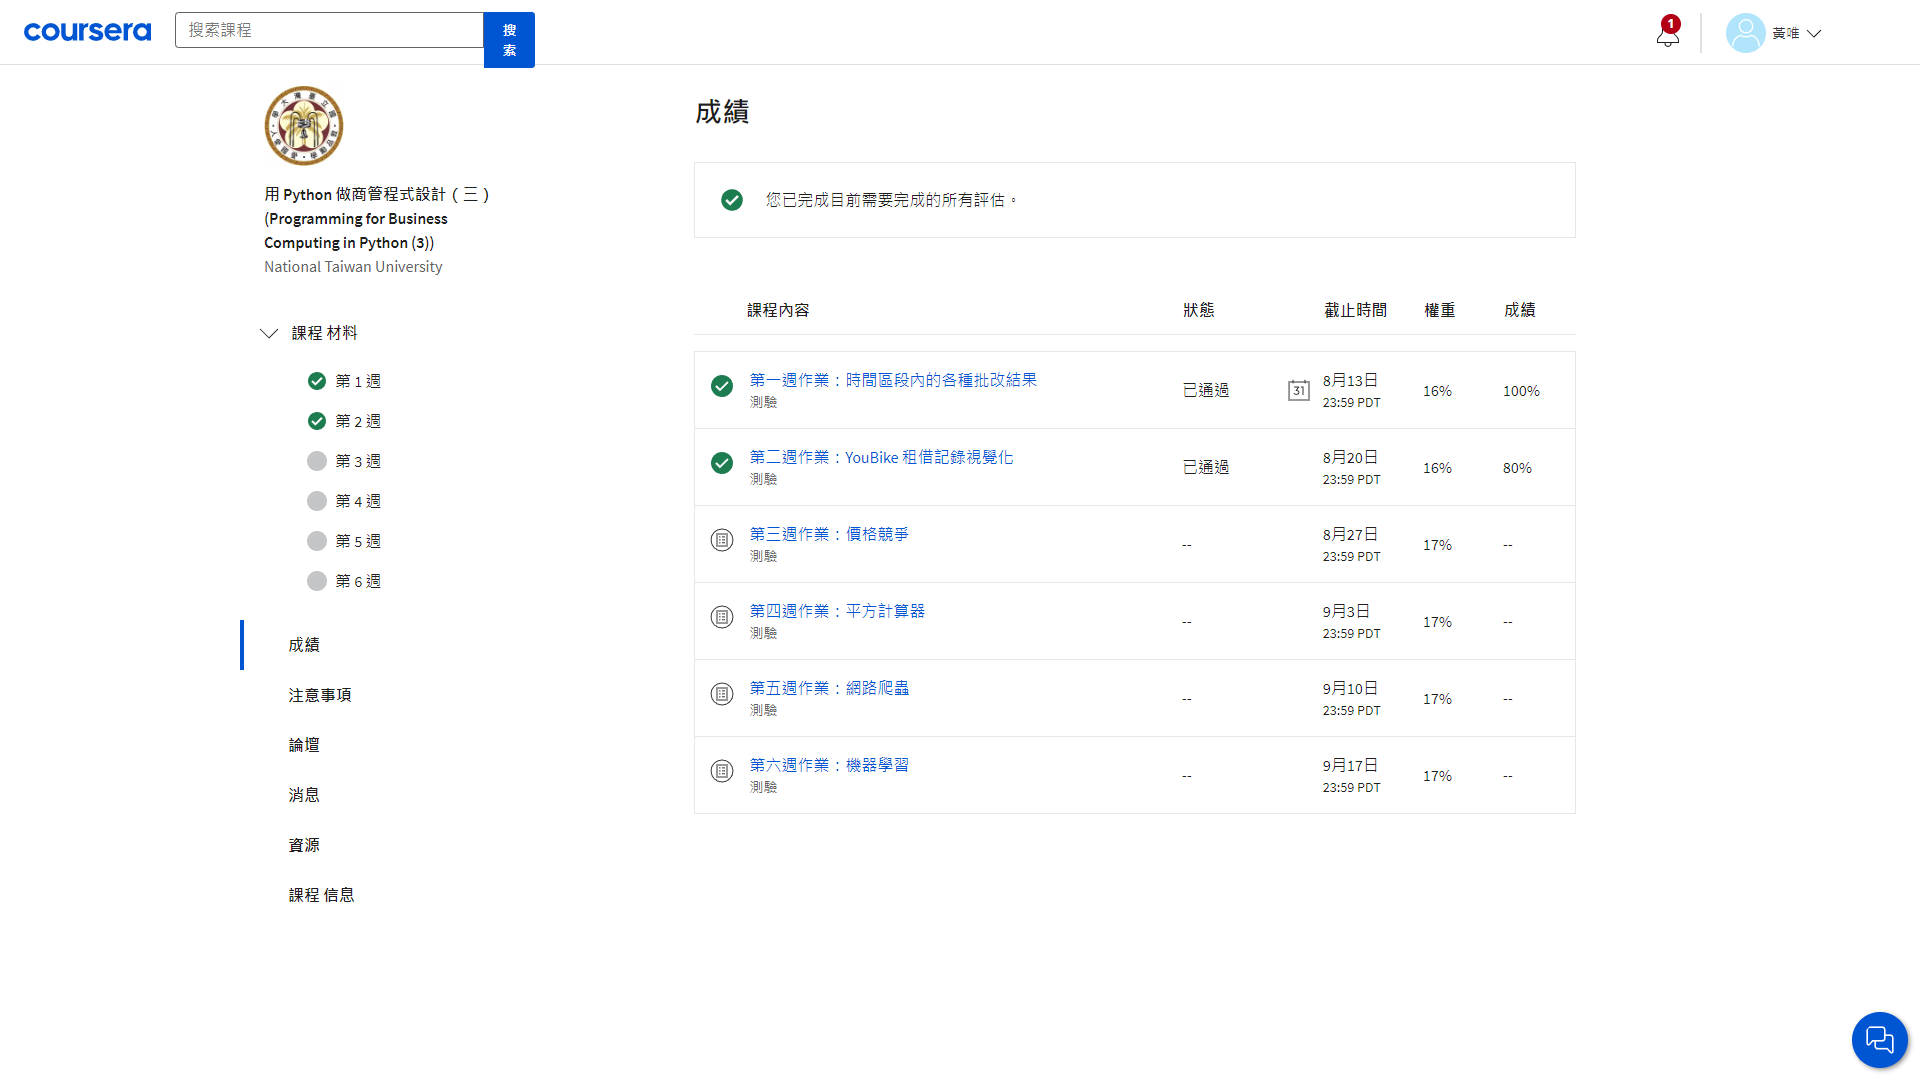 coursera
搜索課程
搜
索
1
黃唯
用 Python 做商管程式設計（三）
(Programming for Business
Computing in Python (3))
National Taiwan University
課程 材料
第 1 週
第 2 週
第 3 週
第 4 週
第 5 週
第 6 週
成績
注意事項
論壇
消息
資源
課程 信息
成績
您已完成目前需要完成的所有評估。
課程內容 狀態 截止時間 權重 成績
第一週作業：時間區段內的各種批改結果
測驗
已通過
31
8月13日
23:59 PDT
16%
100%
第二週作業：YouBike 租借記錄視覺化
測驗
已通過
8月20日
23:59 PDT
16%
80%
第三週作業：價格競爭
測驗
--
8月27日
23:59 PDT
17%
--
第四週作業：平方計算器
測驗
--
9月3日
23:59 PDT
17%
--
第五週作業：網路爬蟲
測驗
--
9月10日
23:59 PDT
17%
--
第六週作業：機器學習
測驗
--
9月17日
23:59 PDT
17%
--